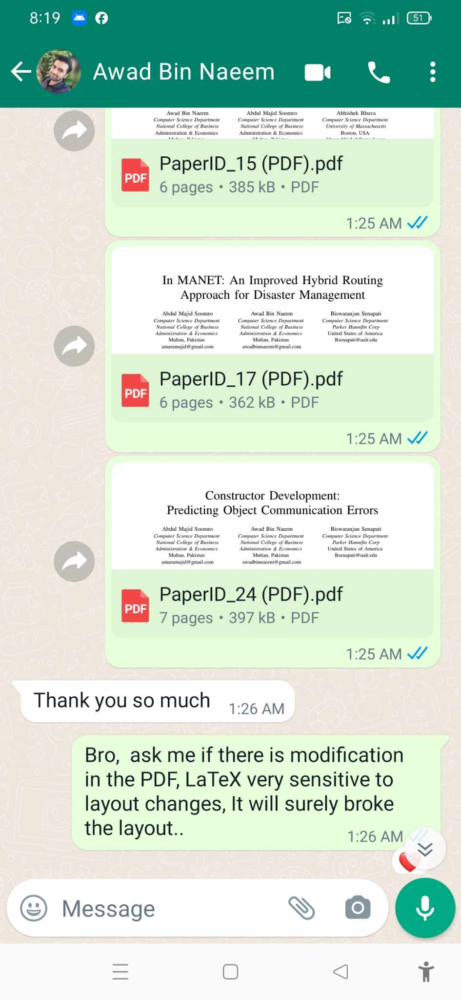 8:19
51
Awad Bin Naeem
Awad Bin Naeem Abdul Majid Soomro Abhishek Bhuva
Computer Science Department Computer Science Department Computer Science Department
National College of Business National College of Business University of Massachusetts
Administration & Economics Administration & Economics Boston, USA
PDF
PaperID_15 (PDF).pdf
6 pages • 385 kB • PDF
1:25 AM
In MANET: An Improved Hybrid Routing
Approach for Disaster Management
Abdul Majid Soomro Awad Bin Naeem Biswaranjan Senapati
Computer Science Department Computer Science Department Computer Science Department
National College of Business National College of Business Parker Hannifin Corp
Administration & Economics Administration & Economics United States of America
Multan, Pakistan Multan, Pakistan Bsenapati@ualr.edu
amaramajid@gmail.com awadbinnaeem@gmail.com
PDF
PaperID_17 (PDF).pdf
6 pages • 362 kB • PDF
1:25 AM
Constructor Development:
Predicting Object Communication Errors
Abdul Majid Soomro Awad Bin Naeem Biswaranjan Senapati
Computer Science Department Computer Science Department Computer Science Department
National College of Business National College of Business Parker Hannifin Corp
Administration & Economics Administration & Economics United States of America
Multan, Pakistan Multan, Pakistan Bsenapati@ualr.edu
amaramajid@gmail.com awadbinnaeem@gmail.com
PDF
PaperID_24 (PDF).pdf
7 pages • 397 kB • PDF
1:25 AM
Thank you so much
1:26 AM
Bro,  ask me if there is modification
in the PDF, LaTeX very sensitive to
layout changes, It will surely broke
the layout..
1:26 AM
Message